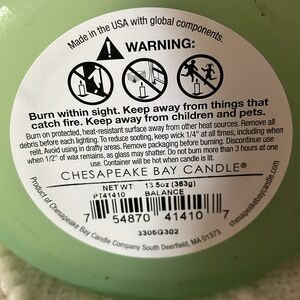 Made in the USA with global components.
WARNING:
Burn within sight. Keep away from things that
catch fire. Keep away from children and pets.
Burn on protected, heat-resistant surface away from other heat sources. Remove all
debris before each lighting. To reduce sooting, keep wick 1/4" at all times, including when
relit. Avoid using in drafty areas. Remove packaging before burning. Discontinue use
when 1/2" of wax remains, as glass may shatter. Do not burn more than 3 hours at one
use. Container will be hot when candle is lit.
CHESAPEAKE BAY CANDLE®
NET WT: 13.5oz (383g)
PT41410 BALANCE
7 54870 41410 7
3305G302
Product of Chesapeake Bay Candle Company South Deerfield, MA 01373
chesapeakebaycandle.com